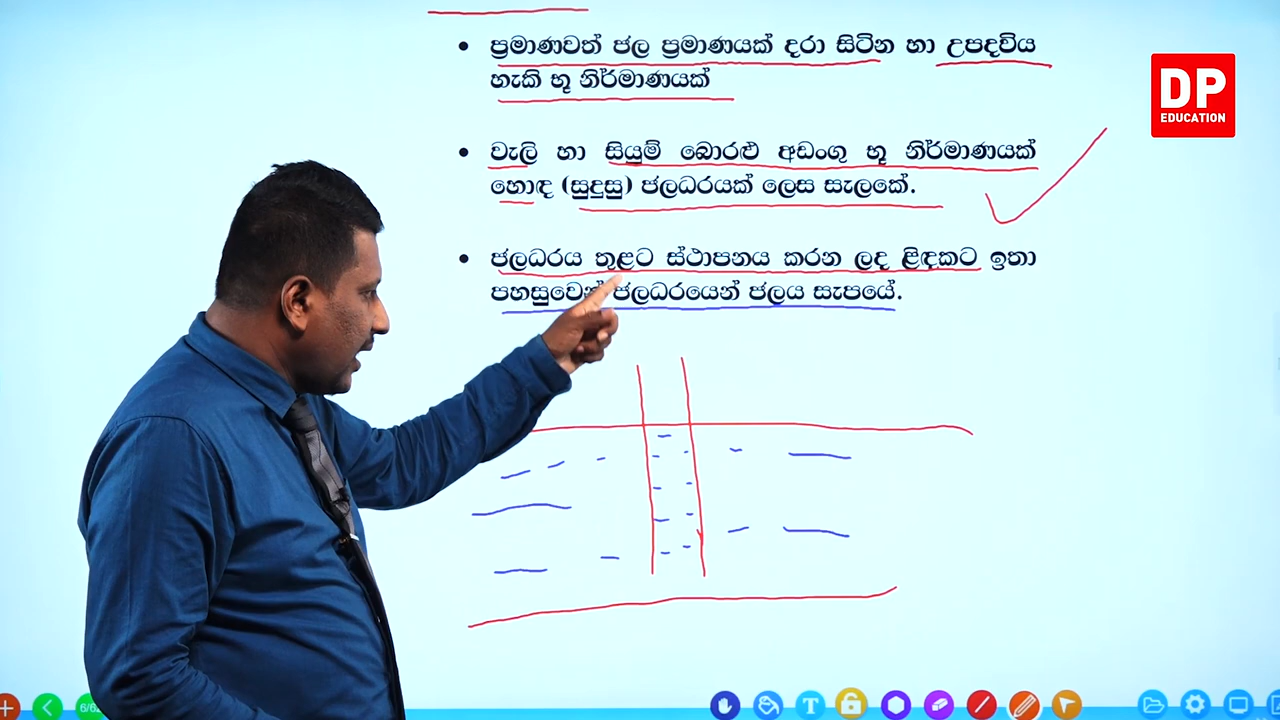 • ප්‍රමාණවත් ජල ප්‍රමාණයක් දරා සිටින හා උපදවිය
හැකි භූ නිර්මාණයක්
DP
EDUCATION
• වැලි හා සියුම් බොරළු අඩංගු භූ නිර්මාණයක්
හොඳ (සුදුසු) ජලධරයක් ලෙස සැලකේ.
• ජලධරය තුළට ස්ථාපනය කරන ලද ළිඳකට ඉතා
පහසුවෙන් ජලධරයෙන් ජලය සැපයේ.
T